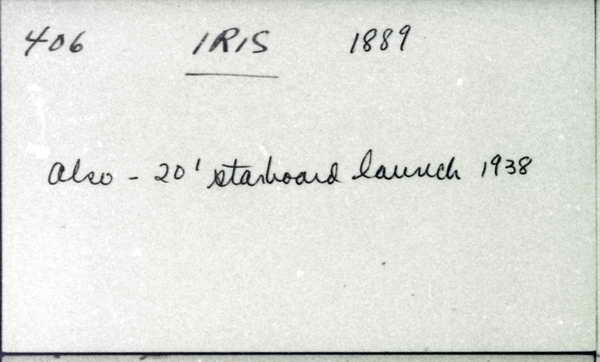 406 IRIS 1889
also - 20' starboard launch 1938